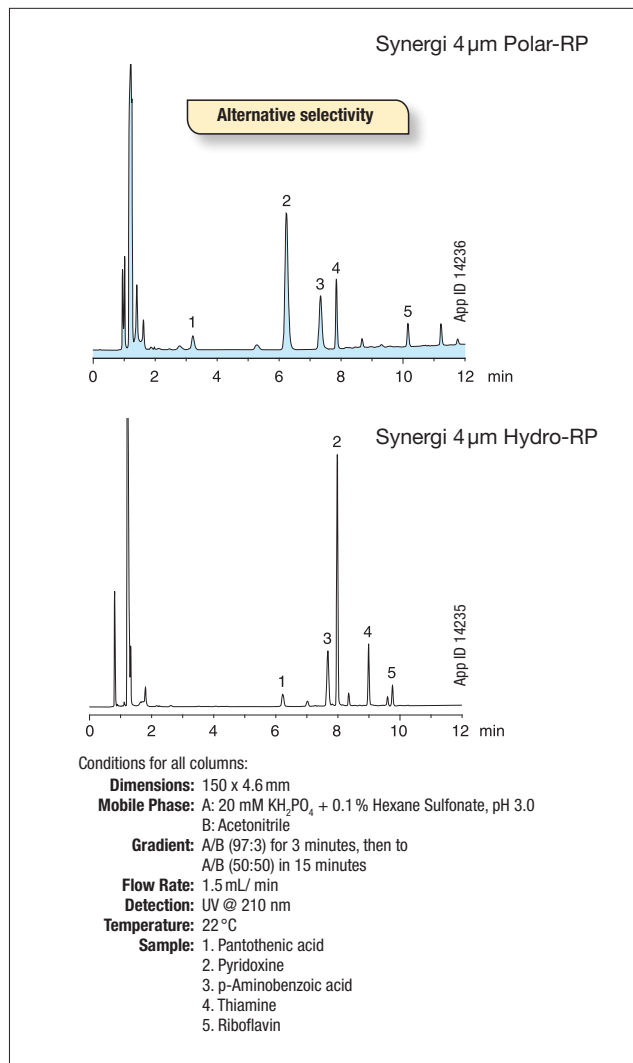 Synergi 4 µm Polar-RP
Alternative selectivity
2
3
4
1
5
App ID 14236
0 2 4 6 8 10 12 min
Synergi 4 µm Hydro-RP
2
3
4
1
5
App ID 14235
0 2 4 6 8 10 12 min
Conditions for all columns:
Dimensions: 150 x 4.6 mm
Mobile Phase: A: 20 mM KH₂PO₄ + 0.1 % Hexane Sulfonate, pH 3.0
B: Acetonitrile
Gradient: A/B (97:3) for 3 minutes, then to
A/B (50:50) in 15 minutes
Flow Rate: 1.5 mL/ min
Detection: UV @ 210 nm
Temperature: 22 °C
Sample: 1. Pantothenic acid
2. Pyridoxine
3. p-Aminobenzoic acid
4. Thiamine
5. Riboflavin